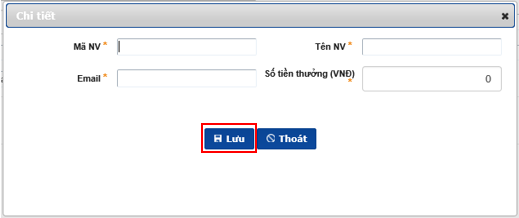 Chi tiết
Mã NV *
Tên NV *
Email *
Số tiền thưởng (VNĐ) *
0
Lưu
Thoát